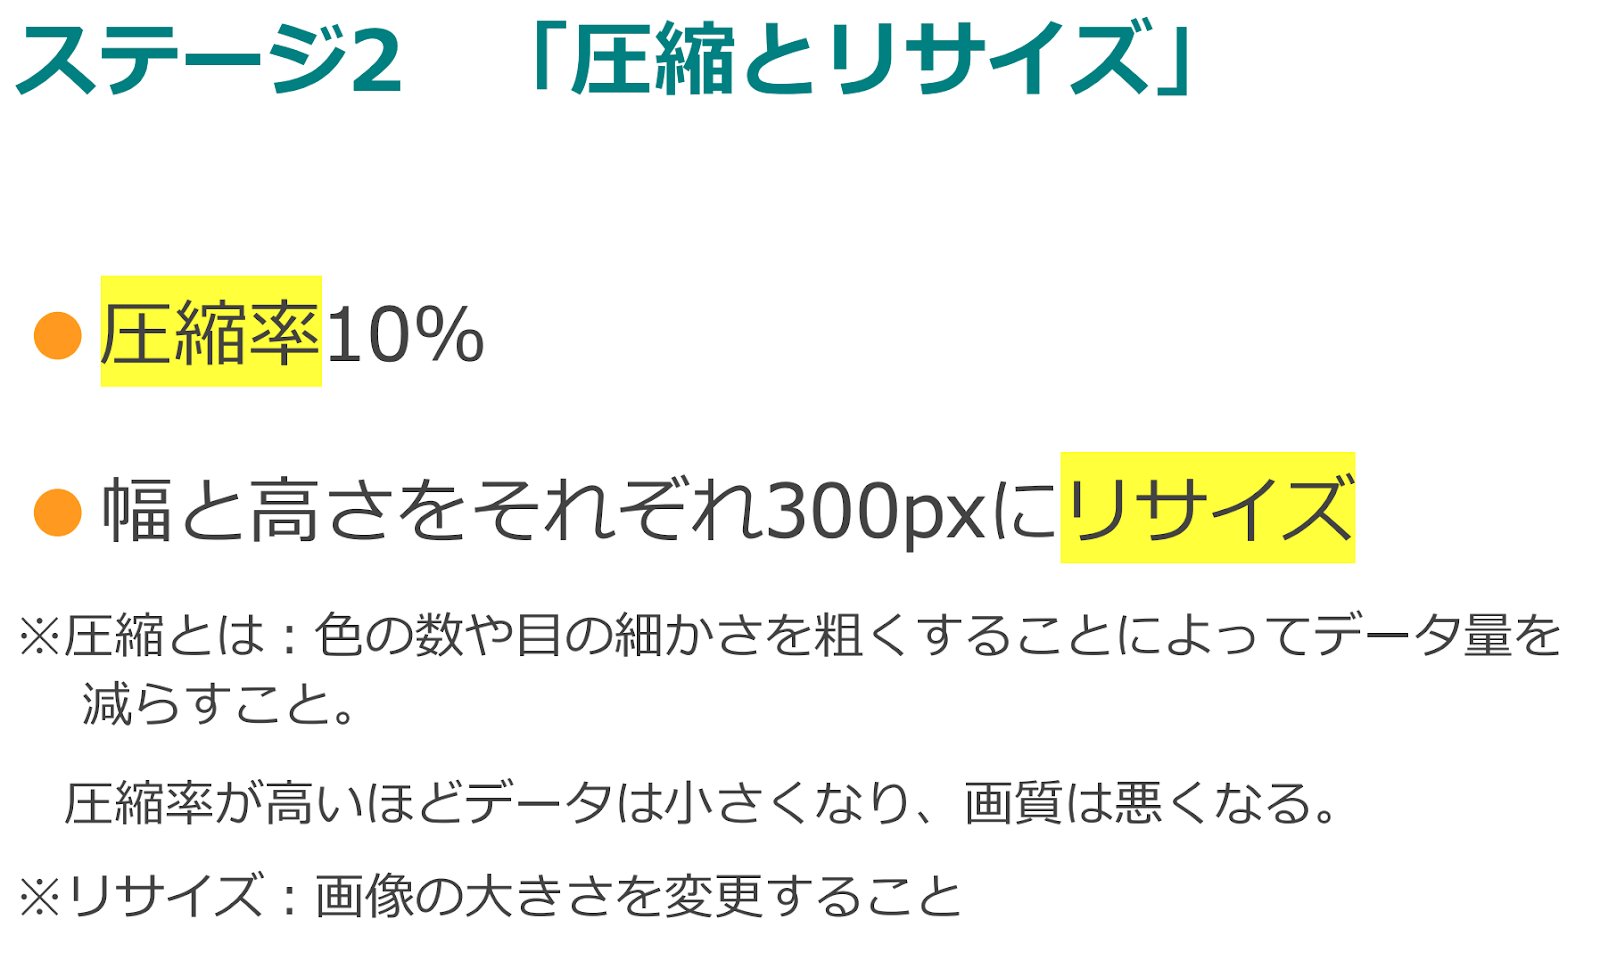 ステージ2　「圧縮とリサイズ」
●圧縮率10%
●幅と高さをそれぞれ300pxにリサイズ
※圧縮とは：色の数や目の細かさを粗くすることによってデータ量を
減らすこと。
圧縮率が高いほどデータは小さくなり、画質は悪くなる。
※リサイズ：画像の大きさを変更すること